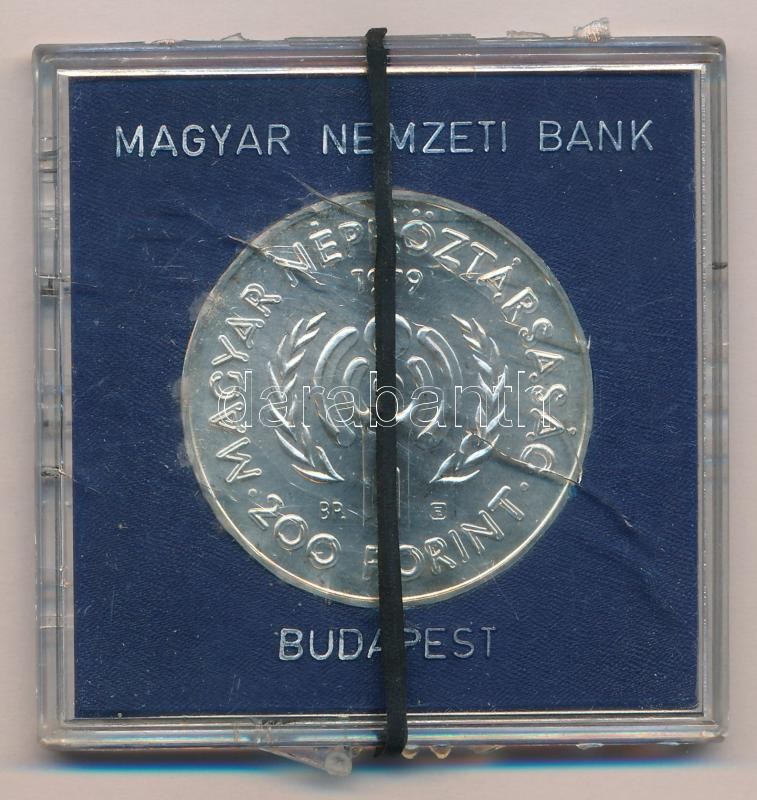 MAGYAR NEMZETI BANK
MAGYAR NÉPKÖZTÁRSASÁG
1979
darabanth
BP. 
200 FORINT
BUDAPEST